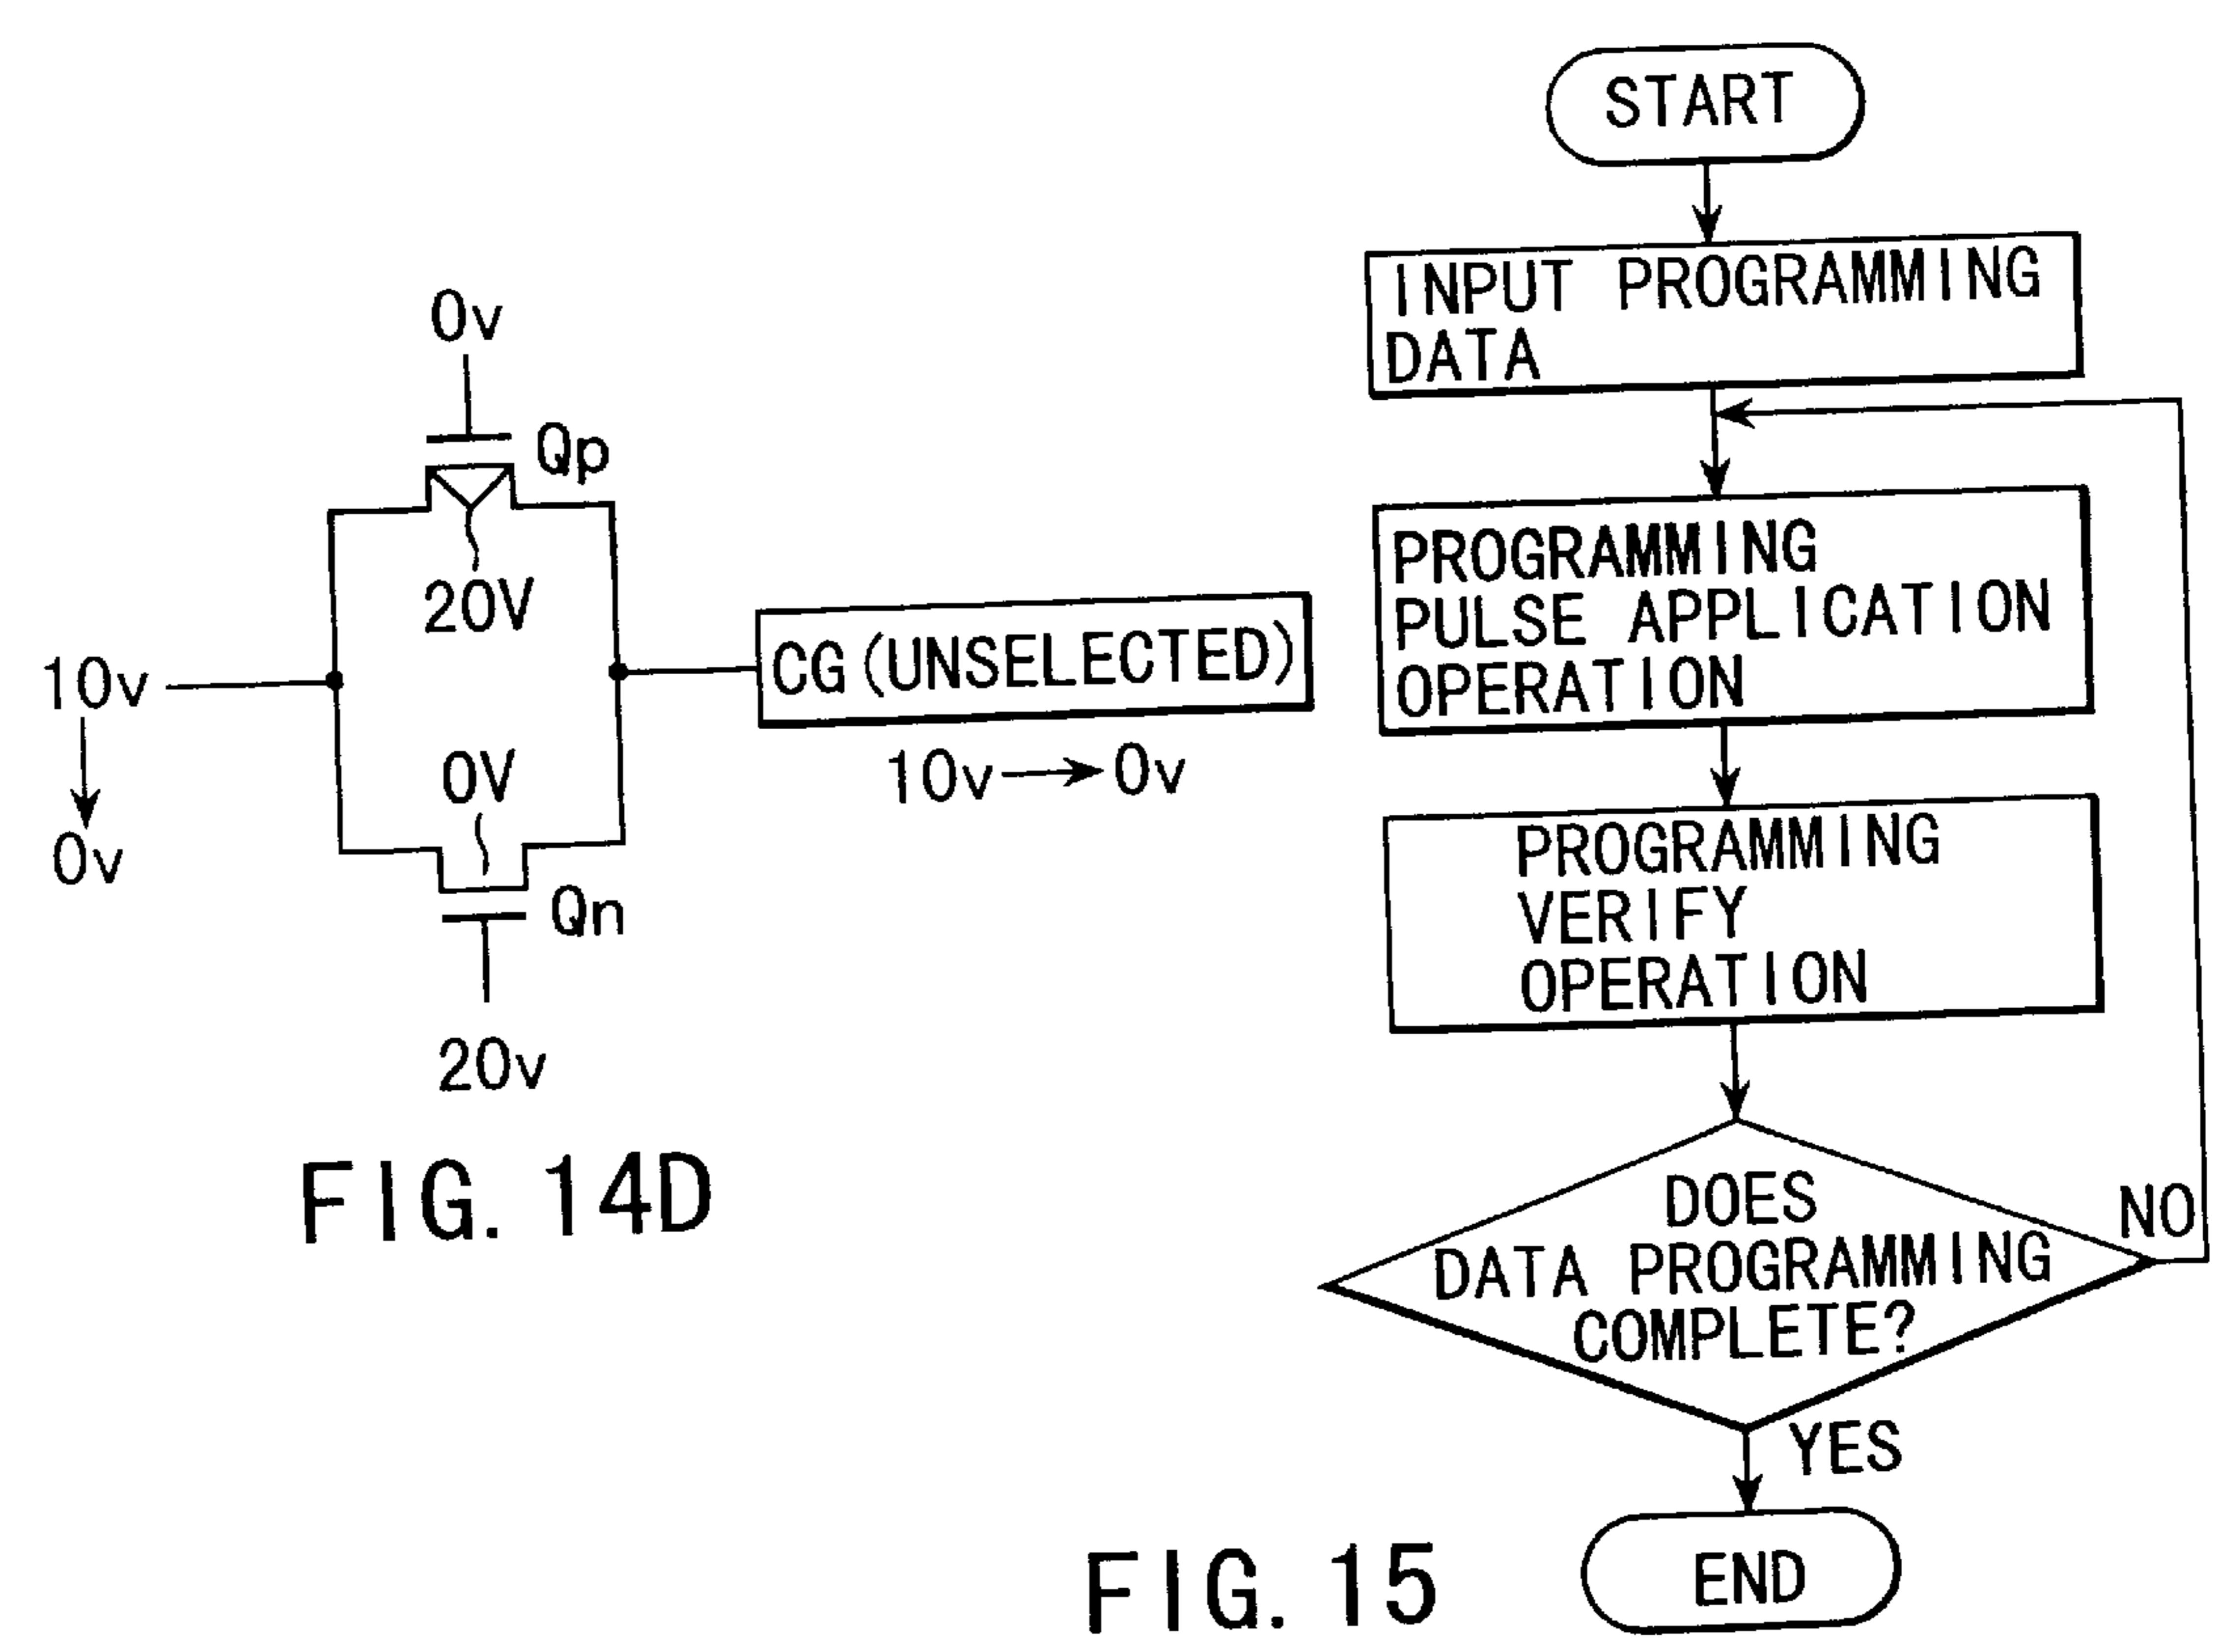 0v
Qp
20V
10v
0v
CG(UNSELECTED)
10v→0v
0V
Qn
20v
FIG. 14D
START
INPUT PROGRAMMING
DATA
PROGRAMMING
PULSE APPLICATION
OPERATION
PROGRAMMING
VERIFY
OPERATION
DOES
DATA PROGRAMMING
COMPLETE?
NO
YES
END
FIG. 15